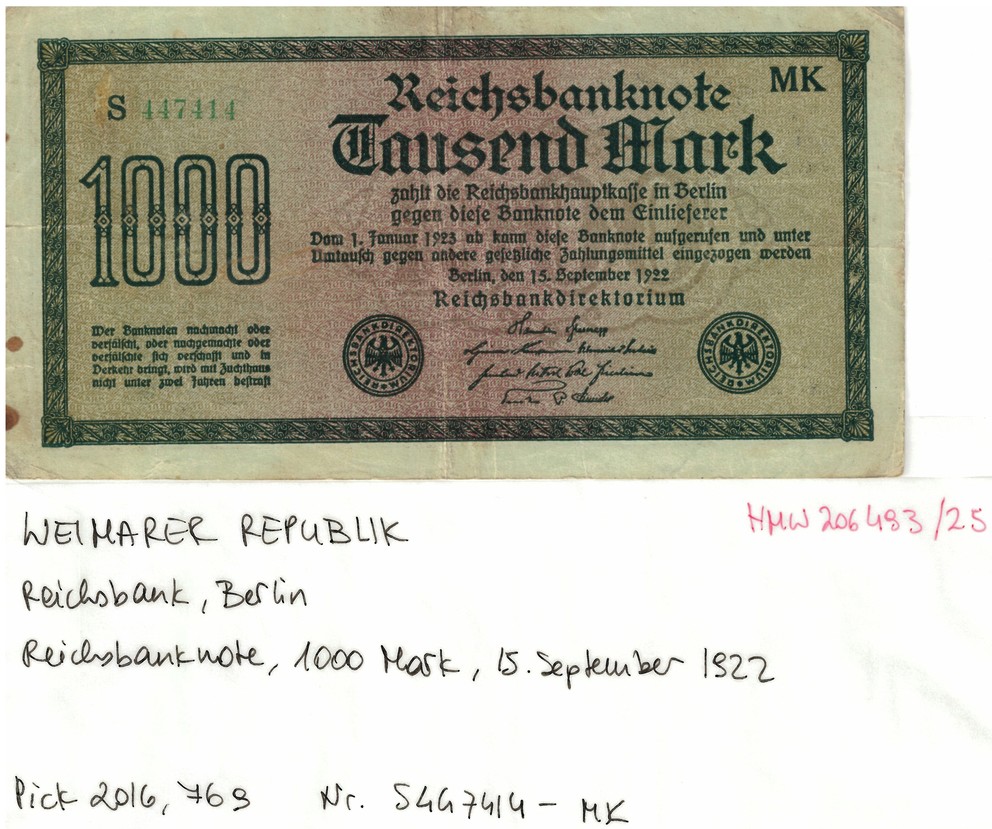 S 447414
MK
Reichsbanknote
Tausend Mark
1000
zahlt die Reichsbankhauptkasse in Berlin
gegen diese Banknote dem Einlieferer
Vom 1. Januar 1923 ab kann diese Banknote aufgerufen und unter
Umtausch gegen andere gesetzliche Zahlungsmittel eingezogen werden
Berlin, den 15. September 1922
Reichsbankdirektorium
Wer Banknoten nachmacht oder
verfälscht, oder nachgemachte oder
verfälschte sich verschafft und in
Verkehr bringt, wird mit Zuchthaus
nicht unter zwei Jahren bestraft
REICHSBANKDIREKTORIUM
REICHSBANKDIREKTORIUM
WEIMARER REPUBLIK
HMW 206483/25
Reichsbank, Berlin
Reichsbanknote, 1000 Mark, 15. September 1922
Pick 2016, 769 Nr. S447414 - MK